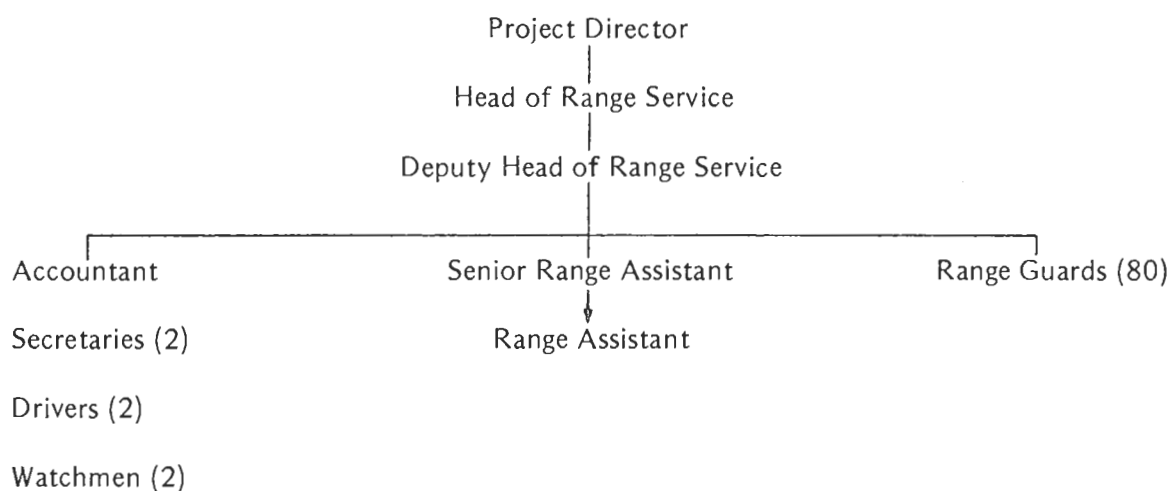 Project Director
Head of Range Service
Deputy Head of Range Service
Accountant
Senior Range Assistant
Range Guards (80)
Secretaries (2)
Range Assistant
Drivers (2)
Watchmen (2)